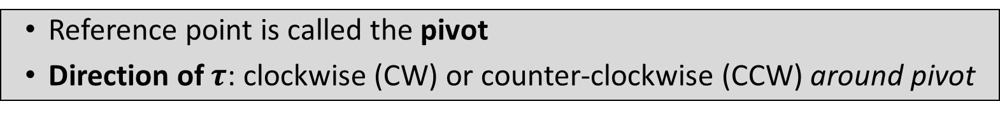 • Reference point is called the pivot
• Direction of τ: clockwise (CW) or counter-clockwise (CCW) around pivot